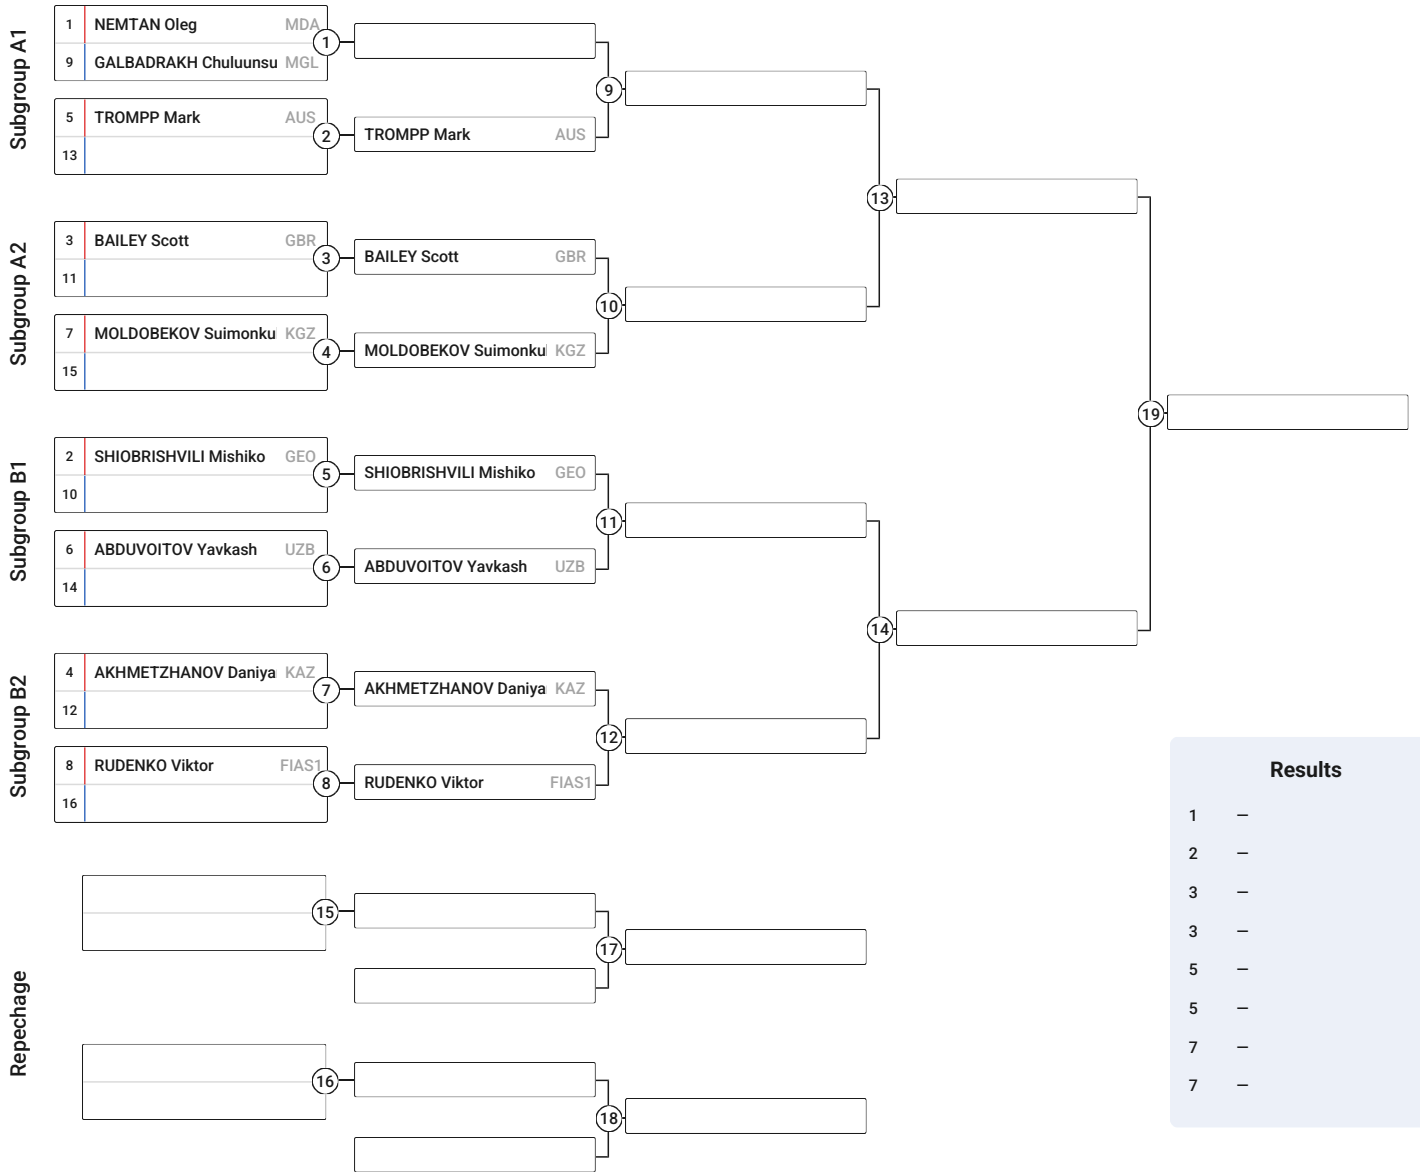 Subgroup A1
1 NEMTAN Oleg MDA
9 GALBADRAKH Chuluunsu MGL
1
5 TROMPP Mark AUS
13
2
TROMPP Mark AUS
9
Subgroup A2
3 BAILEY Scott GBR
11
3
BAILEY Scott GBR
7 MOLDOBEKOV Suimonku KGZ
15
4
MOLDOBEKOV Suimonkul KGZ
10
13
Subgroup B1
2 SHIOBRISHVILI Mishiko GEO
10
5
SHIOBRISHVILI Mishiko GEO
6 ABDUVOITOV Yavkash UZB
14
6
ABDUVOITOV Yavkash UZB
11
Subgroup B2
4 AKHMETZHANOV Daniya KAZ
12
7
AKHMETZHANOV Daniya KAZ
8 RUDENKO Viktor FIAS1
16
8
RUDENKO Viktor FIAS1
12
14
19
Repechage
15
17
16
18
Results
1 –
2 –
3 –
3 –
5 –
5 –
7 –
7 –